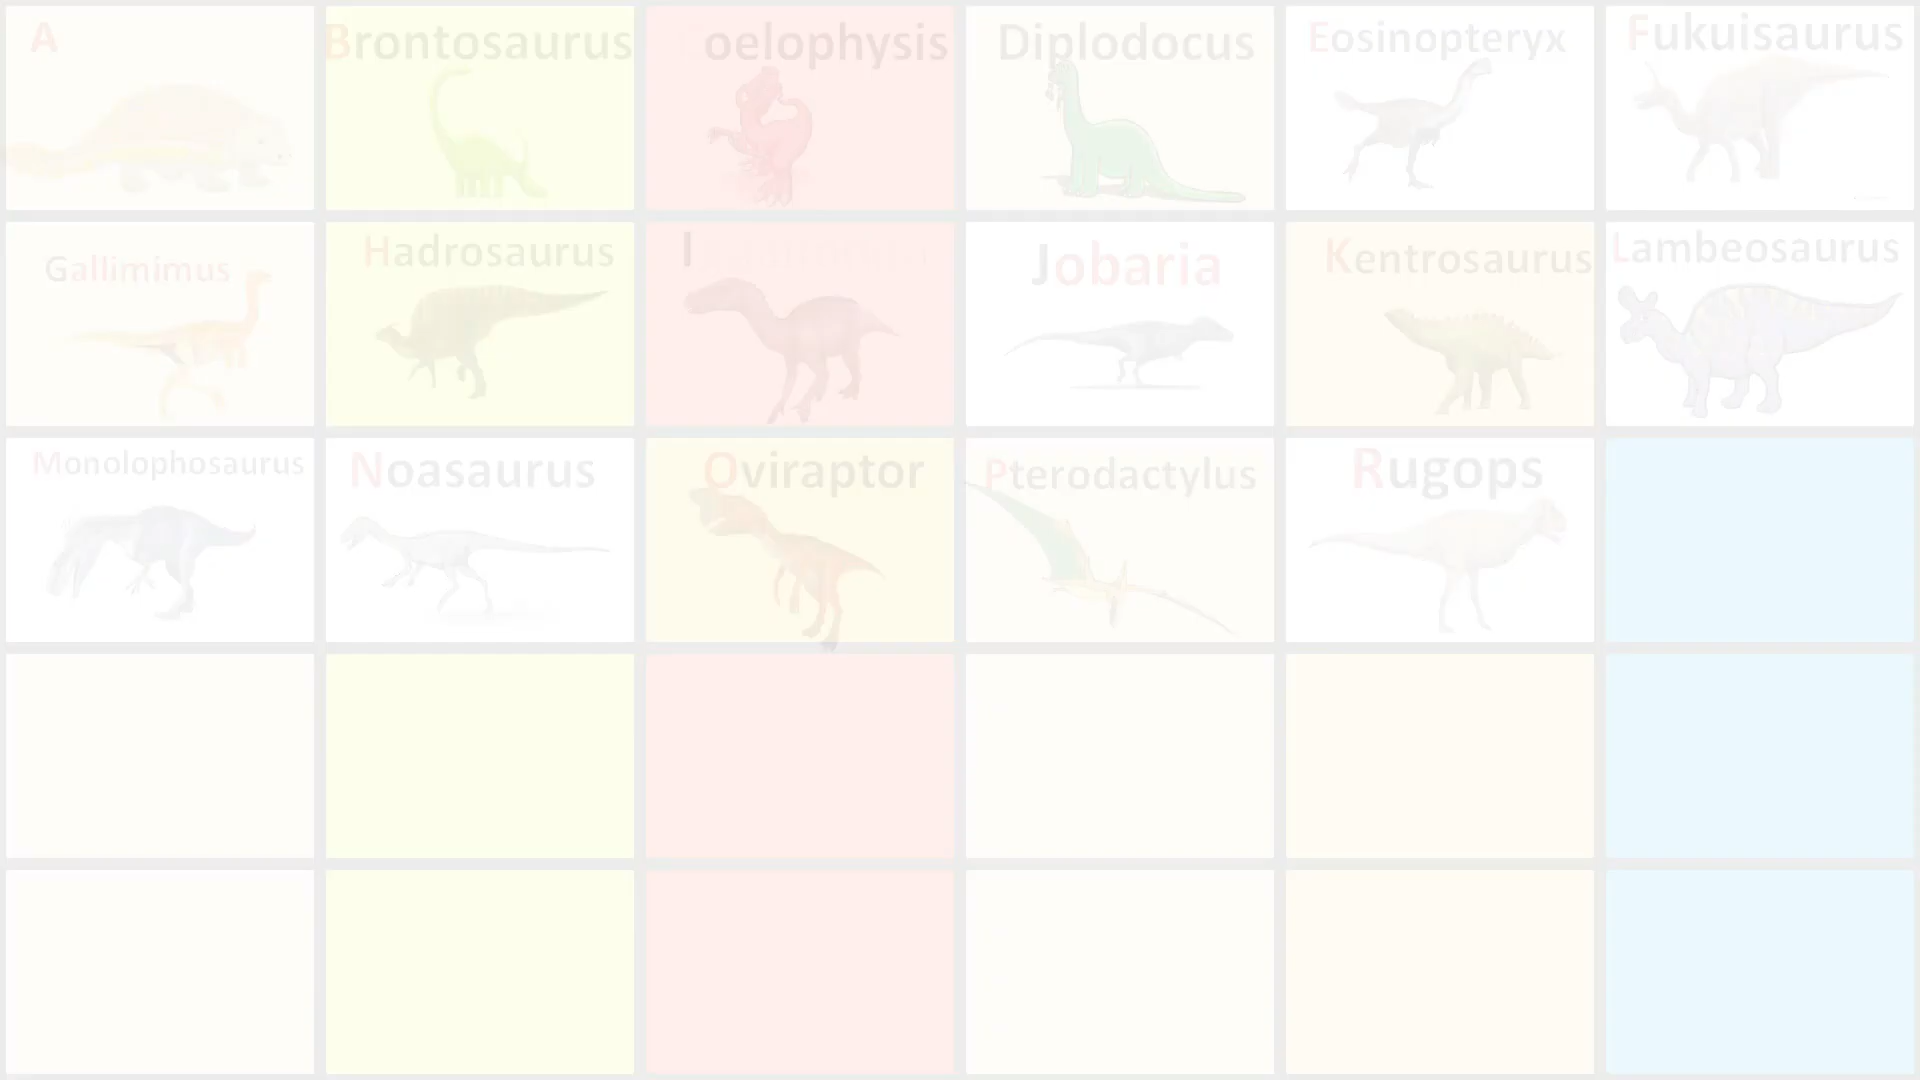 A
Brontosaurus
oelophysis
Diplodocus
Eosinopteryx
Fukuisaurus
Gallimimus
Hadrosaurus
I
Jobaria
Kentrosaurus
Lambeosaurus
Monolophosaurus
Noasaurus
Oviraptor
Pterodactylus
Rugops